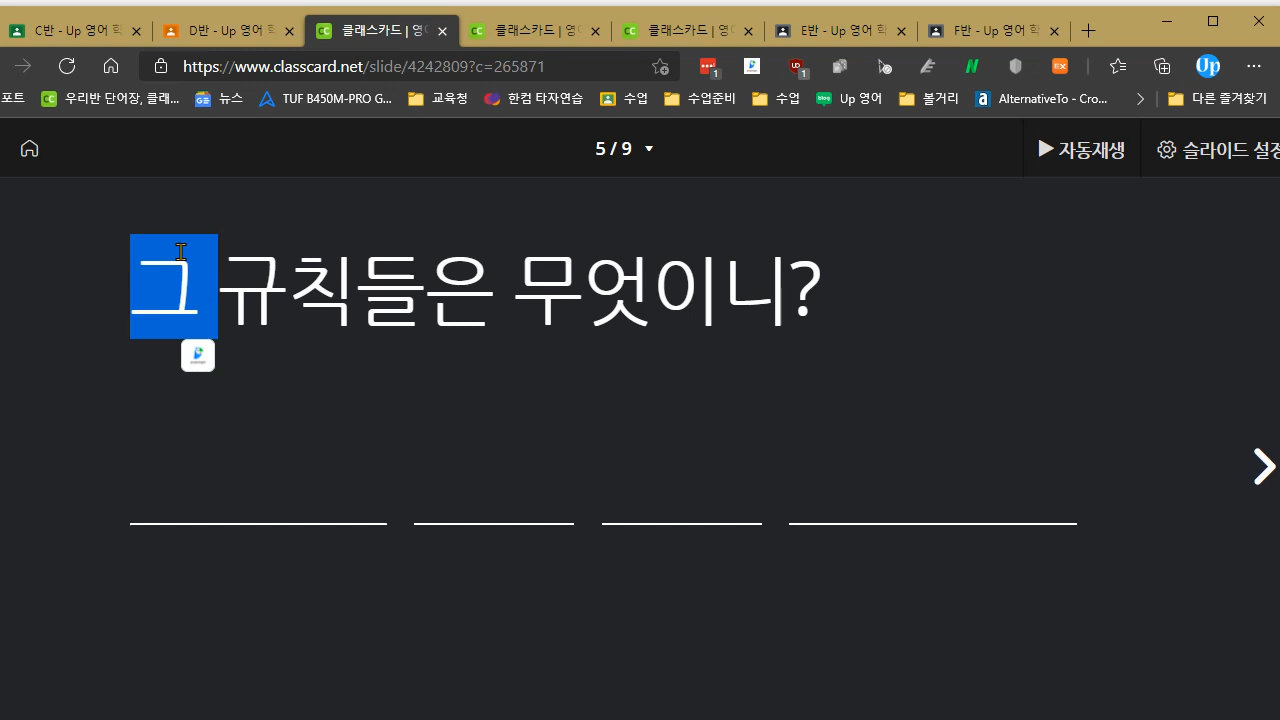 C반 - Up 영어 학
D반 - Up 영어 학
클래스카드 | 영어
클래스카드 | 영어
클래스카드 | 영어
E반 - Up 영어 학
F반 - Up 영어 학
https://www.classcard.net/slide/4242809?c=265871
1
1
Up
포트
우리반 단어장, 클래...
뉴스
TUF B450M-PRO G...
교육청
한컴 타자연습
수업
수업준비
수업
Up 영어
볼거리
AlternativeTo - Cro...
다른 즐겨찾기
5 / 9
자동재생
슬라이드 설정
그 규칙들은 무엇이니?